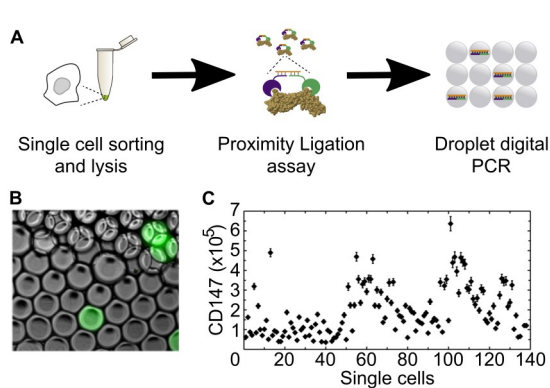 A
Single cell sorting
and lysis
Proximity Ligation
assay
Droplet digital
PCR
B
C
CD147 (x10⁵)
7
6
5
4
3
2
1
0
20
40
60
80
100
120
140
Single cells